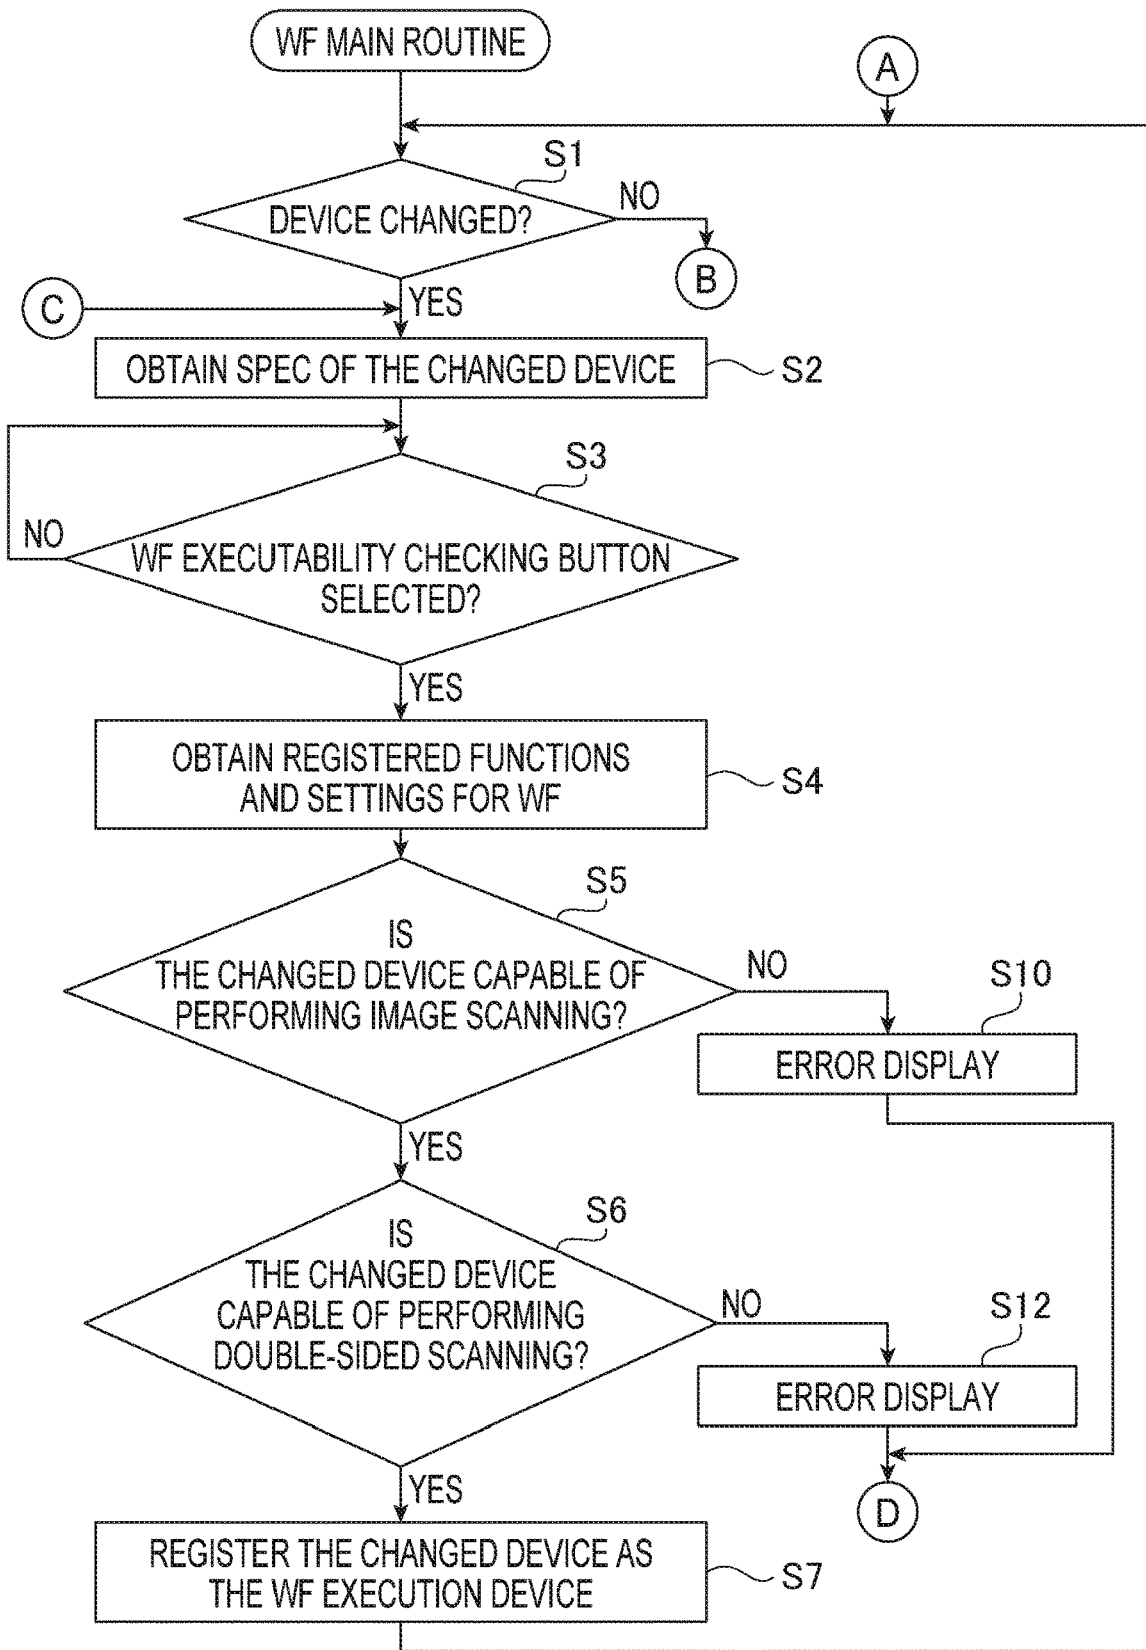 WF MAIN ROUTINE
A
S1
DEVICE CHANGED?
NO
B
C
YES
OBTAIN SPEC OF THE CHANGED DEVICE
S2
S3
NO
WF EXECUTABILITY CHECKING BUTTON
SELECTED?
YES
OBTAIN REGISTERED FUNCTIONS
AND SETTINGS FOR WF
S4
S5
IS
THE CHANGED DEVICE CAPABLE OF
PERFORMING IMAGE SCANNING?
NO
S10
ERROR DISPLAY
YES
S6
IS
THE CHANGED DEVICE
CAPABLE OF PERFORMING
DOUBLE-SIDED SCANNING?
NO
S12
ERROR DISPLAY
YES
D
REGISTER THE CHANGED DEVICE AS
THE WF EXECUTION DEVICE
S7